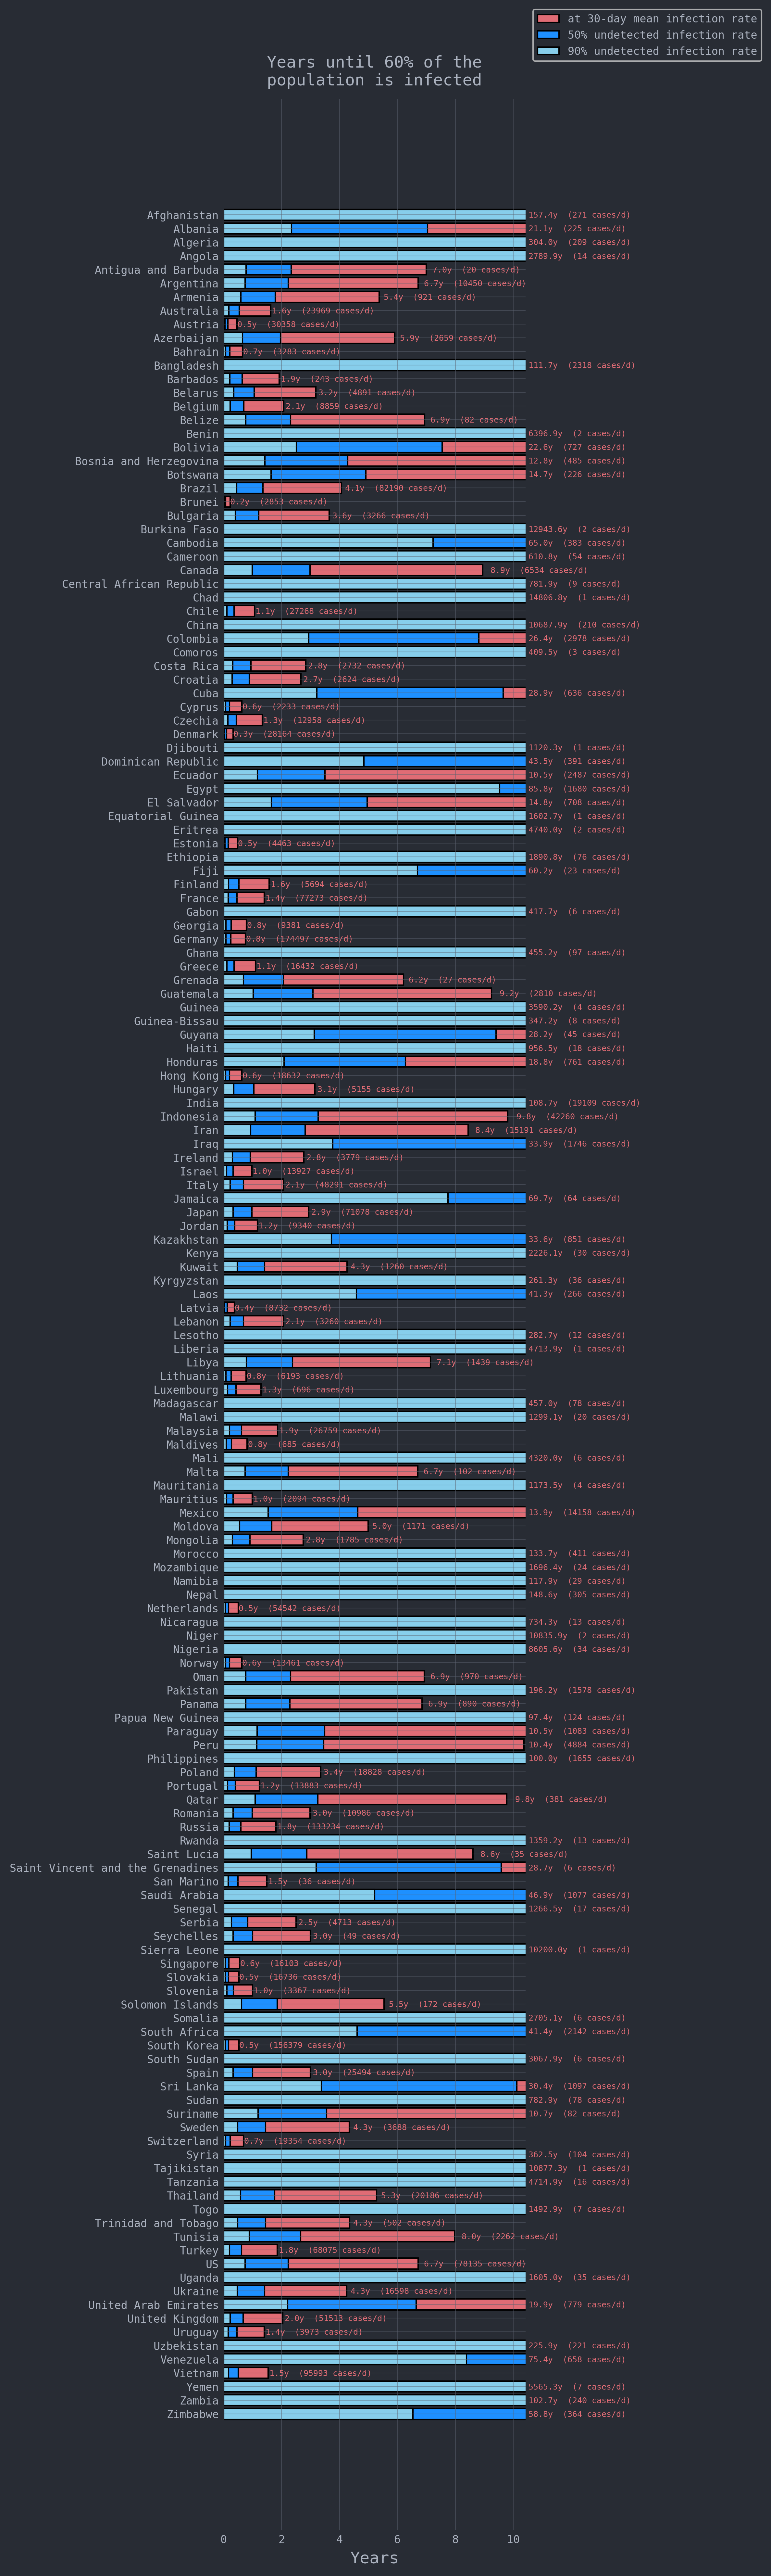 at 30-day mean infection rate
50% undetected infection rate
90% undetected infection rate
Years until 60% of the
population is infected
Afghanistan 157.4y (271 cases/d)
Albania 21.1y (225 cases/d)
Algeria 304.0y (209 cases/d)
Angola 2789.9y (14 cases/d)
Antigua and Barbuda 7.0y (20 cases/d)
Argentina 6.7y (10450 cases/d)
Armenia 5.4y (921 cases/d)
Australia 1.6y (23969 cases/d)
Austria 0.5y (30358 cases/d)
Azerbaijan 5.9y (2659 cases/d)
Bahrain 0.7y (3283 cases/d)
Bangladesh 111.7y (2318 cases/d)
Barbados 1.9y (243 cases/d)
Belarus 3.2y (4891 cases/d)
Belgium 2.1y (8859 cases/d)
Belize 6.9y (82 cases/d)
Benin 6396.9y (2 cases/d)
Bolivia 22.6y (727 cases/d)
Bosnia and Herzegovina 12.8y (485 cases/d)
Botswana 14.7y (226 cases/d)
Brazil 4.1y (82190 cases/d)
Brunei 0.2y (2853 cases/d)
Bulgaria 3.6y (3266 cases/d)
Burkina Faso 12943.6y (2 cases/d)
Cambodia 65.0y (383 cases/d)
Cameroon 610.8y (54 cases/d)
Canada 8.9y (6534 cases/d)
Central African Republic 781.9y (9 cases/d)
Chad 14806.8y (1 cases/d)
Chile 1.1y (27268 cases/d)
China 10687.9y (210 cases/d)
Colombia 26.4y (2978 cases/d)
Comoros 409.5y (3 cases/d)
Costa Rica 2.8y (2732 cases/d)
Croatia 2.7y (2624 cases/d)
Cuba 28.9y (636 cases/d)
Cyprus 0.6y (2233 cases/d)
Czechia 1.3y (12958 cases/d)
Denmark 0.3y (28164 cases/d)
Djibouti 1120.3y (1 cases/d)
Dominican Republic 43.5y (391 cases/d)
Ecuador 10.5y (2487 cases/d)
Egypt 85.8y (1680 cases/d)
El Salvador 14.8y (708 cases/d)
Equatorial Guinea 1602.7y (1 cases/d)
Eritrea 4740.0y (2 cases/d)
Estonia 0.5y (4463 cases/d)
Ethiopia 1890.8y (76 cases/d)
Fiji 60.2y (23 cases/d)
Finland 1.6y (5694 cases/d)
France 1.4y (77273 cases/d)
Gabon 417.7y (6 cases/d)
Georgia 0.8y (9381 cases/d)
Germany 0.8y (174497 cases/d)
Ghana 455.2y (97 cases/d)
Greece 1.1y (16432 cases/d)
Grenada 6.2y (27 cases/d)
Guatemala 9.2y (2810 cases/d)
Guinea 3590.2y (4 cases/d)
Guinea-Bissau 347.2y (8 cases/d)
Guyana 28.2y (45 cases/d)
Haiti 956.5y (18 cases/d)
Honduras 18.8y (761 cases/d)
Hong Kong 0.6y (18632 cases/d)
Hungary 3.1y (5155 cases/d)
India 108.7y (19109 cases/d)
Indonesia 9.8y (42260 cases/d)
Iran 8.4y (15191 cases/d)
Iraq 33.9y (1746 cases/d)
Ireland 2.8y (3779 cases/d)
Israel 1.0y (13927 cases/d)
Italy 2.1y (48291 cases/d)
Jamaica 69.7y (64 cases/d)
Japan 2.9y (71078 cases/d)
Jordan 1.2y (9340 cases/d)
Kazakhstan 33.6y (851 cases/d)
Kenya 2226.1y (30 cases/d)
Kuwait 4.3y (1260 cases/d)
Kyrgyzstan 261.3y (36 cases/d)
Laos 41.3y (266 cases/d)
Latvia 0.4y (8732 cases/d)
Lebanon 2.1y (3260 cases/d)
Lesotho 282.7y (12 cases/d)
Liberia 4713.9y (1 cases/d)
Libya 7.1y (1439 cases/d)
Lithuania 0.8y (6193 cases/d)
Luxembourg 1.3y (696 cases/d)
Madagascar 457.0y (78 cases/d)
Malawi 1299.1y (20 cases/d)
Malaysia 1.9y (26759 cases/d)
Maldives 0.8y (685 cases/d)
Mali 4320.0y (6 cases/d)
Malta 6.7y (102 cases/d)
Mauritania 1173.5y (4 cases/d)
Mauritius 1.0y (2094 cases/d)
Mexico 13.9y (14158 cases/d)
Moldova 5.0y (1171 cases/d)
Mongolia 2.8y (1785 cases/d)
Morocco 133.7y (411 cases/d)
Mozambique 1696.4y (24 cases/d)
Namibia 117.9y (29 cases/d)
Nepal 148.6y (305 cases/d)
Netherlands 0.5y (54542 cases/d)
Nicaragua 734.3y (13 cases/d)
Niger 10835.9y (2 cases/d)
Nigeria 8605.6y (34 cases/d)
Norway 0.6y (13461 cases/d)
Oman 6.9y (970 cases/d)
Pakistan 196.2y (1578 cases/d)
Panama 6.9y (890 cases/d)
Papua New Guinea 97.4y (124 cases/d)
Paraguay 10.5y (1083 cases/d)
Peru 10.4y (4884 cases/d)
Philippines 100.0y (1655 cases/d)
Poland 3.4y (18828 cases/d)
Portugal 1.2y (13883 cases/d)
Qatar 9.8y (381 cases/d)
Romania 3.0y (10986 cases/d)
Russia 1.8y (133234 cases/d)
Rwanda 1359.2y (13 cases/d)
Saint Lucia 8.6y (35 cases/d)
Saint Vincent and the Grenadines 28.7y (6 cases/d)
San Marino 1.5y (36 cases/d)
Saudi Arabia 46.9y (1077 cases/d)
Senegal 1266.5y (17 cases/d)
Serbia 2.5y (4713 cases/d)
Seychelles 3.0y (49 cases/d)
Sierra Leone 10200.0y (1 cases/d)
Singapore 0.6y (16103 cases/d)
Slovakia 0.5y (16736 cases/d)
Slovenia 1.0y (3367 cases/d)
Solomon Islands 5.5y (172 cases/d)
Somalia 2705.1y (6 cases/d)
South Africa 41.4y (2142 cases/d)
South Korea 0.5y (156379 cases/d)
South Sudan 3067.9y (6 cases/d)
Spain 3.0y (25494 cases/d)
Sri Lanka 30.4y (1097 cases/d)
Sudan 782.9y (78 cases/d)
Suriname 10.7y (82 cases/d)
Sweden 4.3y (3688 cases/d)
Switzerland 0.7y (19354 cases/d)
Syria 362.5y (104 cases/d)
Tajikistan 10877.3y (1 cases/d)
Tanzania 4714.9y (16 cases/d)
Thailand 5.3y (20186 cases/d)
Togo 1492.9y (7 cases/d)
Trinidad and Tobago 4.3y (502 cases/d)
Tunisia 8.0y (2262 cases/d)
Turkey 1.8y (68075 cases/d)
US 6.7y (78135 cases/d)
Uganda 1605.0y (35 cases/d)
Ukraine 4.3y (16598 cases/d)
United Arab Emirates 19.9y (779 cases/d)
United Kingdom 2.0y (51513 cases/d)
Uruguay 1.4y (3973 cases/d)
Uzbekistan 225.9y (221 cases/d)
Venezuela 75.4y (658 cases/d)
Vietnam 1.5y (95993 cases/d)
Yemen 5565.3y (7 cases/d)
Zambia 102.7y (240 cases/d)
Zimbabwe 58.8y (364 cases/d)
0 2 4 6 8 10
Years